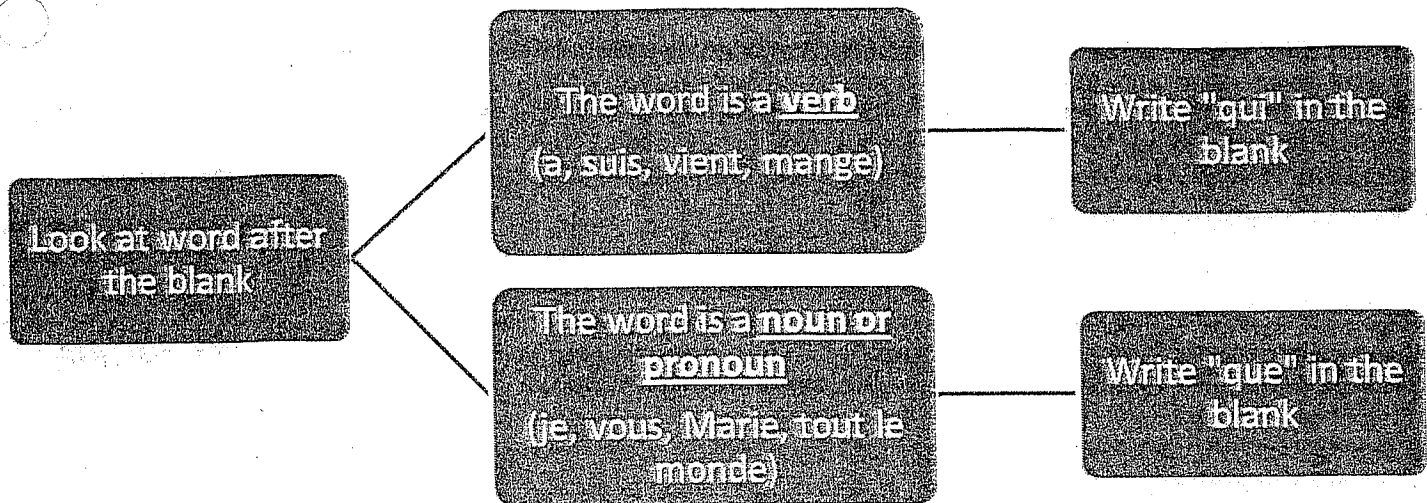 Look at word after
the blank
The word is a verb
(a, suis, vient, mange)
Write "qui" in the
blank
The word is a noun or
pronoun
(je, vous, Marie, tout le
monde)
Write "que" in the
blank